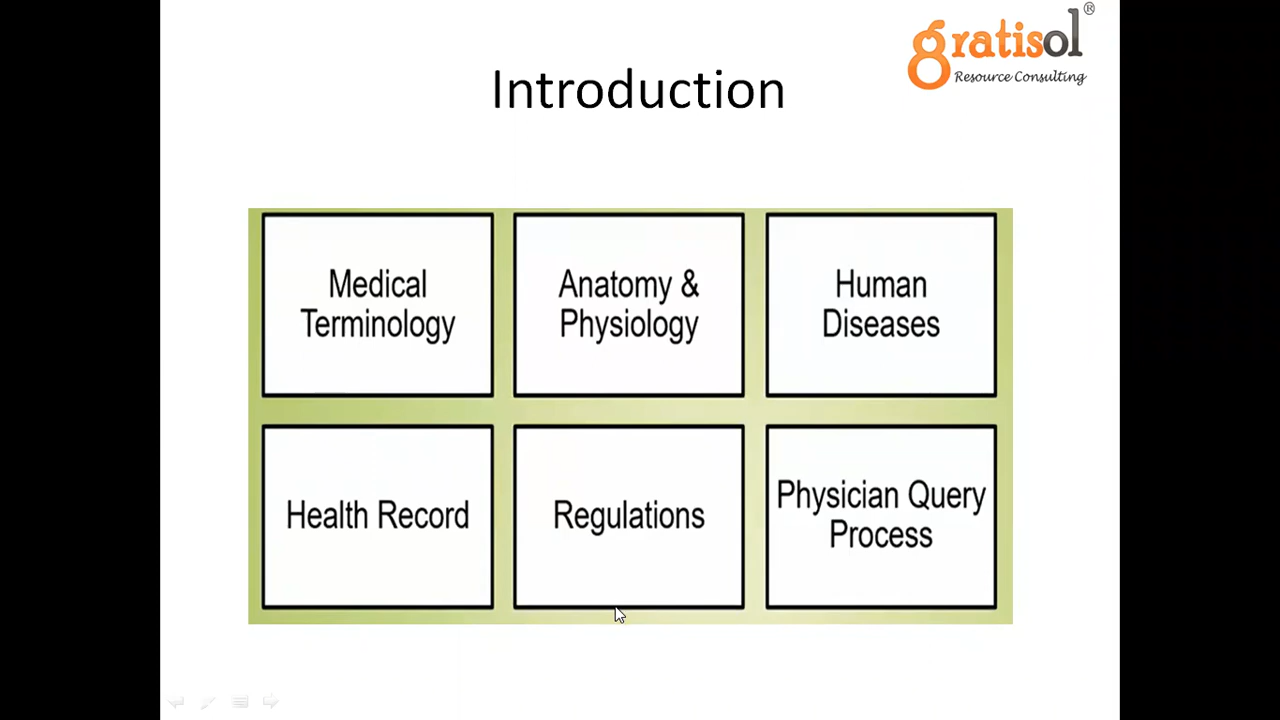 gratisol®
Resource Consulting
Introduction
Medical
Terminology
Anatomy &
Physiology
Human
Diseases
Health Record
Regulations
Physician Query
Process